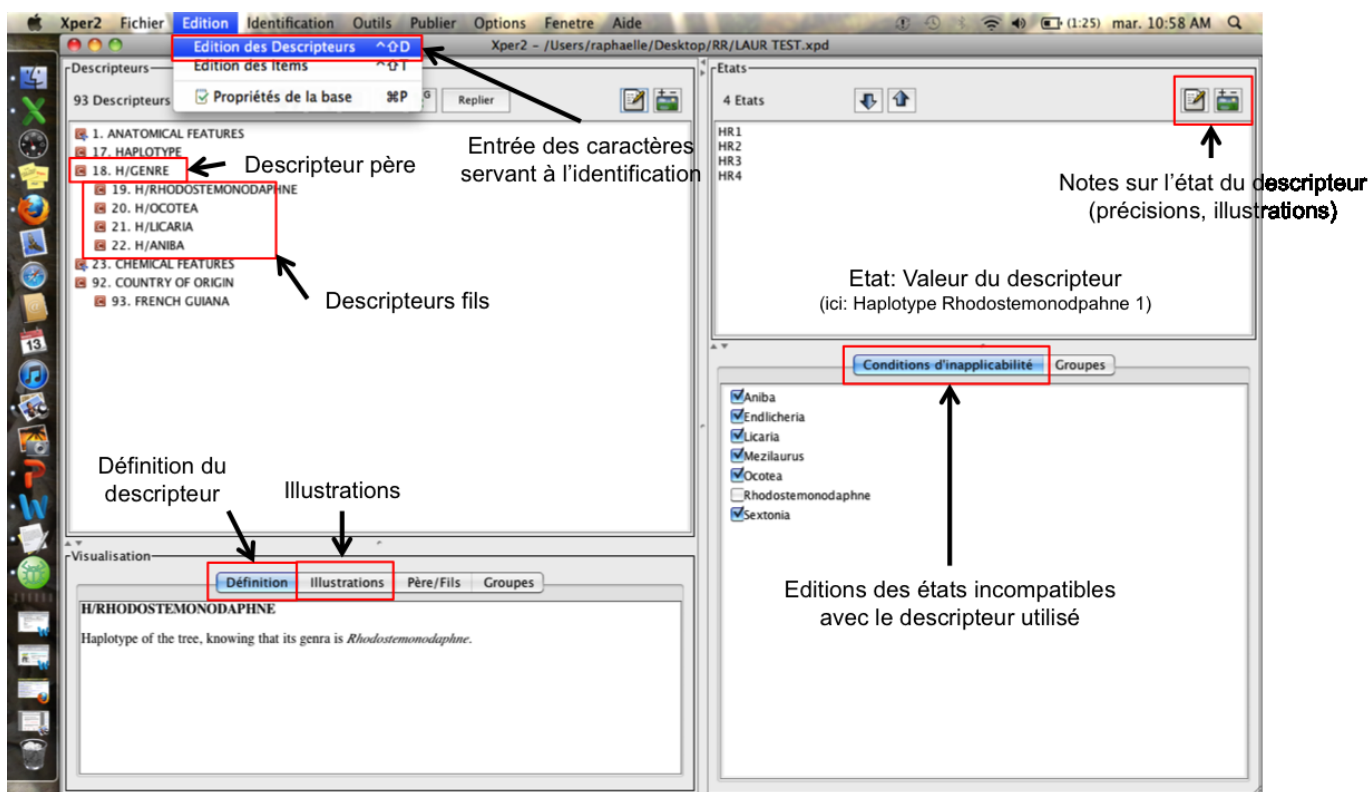 Xper2 Fichier Edition Identification Outils Publier Options Fenetre Aide (1:25) mar. 10:58 AM
Xper2 – /Users/raphaelle/Desktop/RR/LAUR TEST.xpd
Edition des Descripteurs ^⇧D
Edition des Items ^⇧T
Propriétés de la base ⌘P
Descripteurs
93 Descripteurs
Replier
1. ANATOMICAL FEATURES
17. HAPLOTYPE
18. H/GENRE
19. H/RHODOSTEMONODAPHNE
20. H/OCOTEA
21. H/LICARIA
22. H/ANIBA
23. CHEMICAL FEATURES
92. COUNTRY OF ORIGIN
93. FRENCH GUIANA
Descripteur père
Descripteurs fils
Entrée des caractères
servant à l'identification
Définition du
descripteur
Illustrations
Visualisation
Définition Illustrations Père/Fils Groupes
H/RHODOSTEMONODAPHNE
Haplotype of the tree, knowing that its genra is Rhodostemonodaphne.
Etats
4 Etats
HR1
HR2
HR3
HR4
Notes sur l'état du descripteur
(précisions, illustrations)
Etat: Valeur du descripteur
(ici: Haplotype Rhodostemonodpahne 1)
Conditions d'inapplicabilité Groupes
Aniba
Endlicheria
Licaria
Mezilaurus
Ocotea
Rhodostemonodaphne
Sextonia
Editions des états incompatibles
avec le descripteur utilisé
13